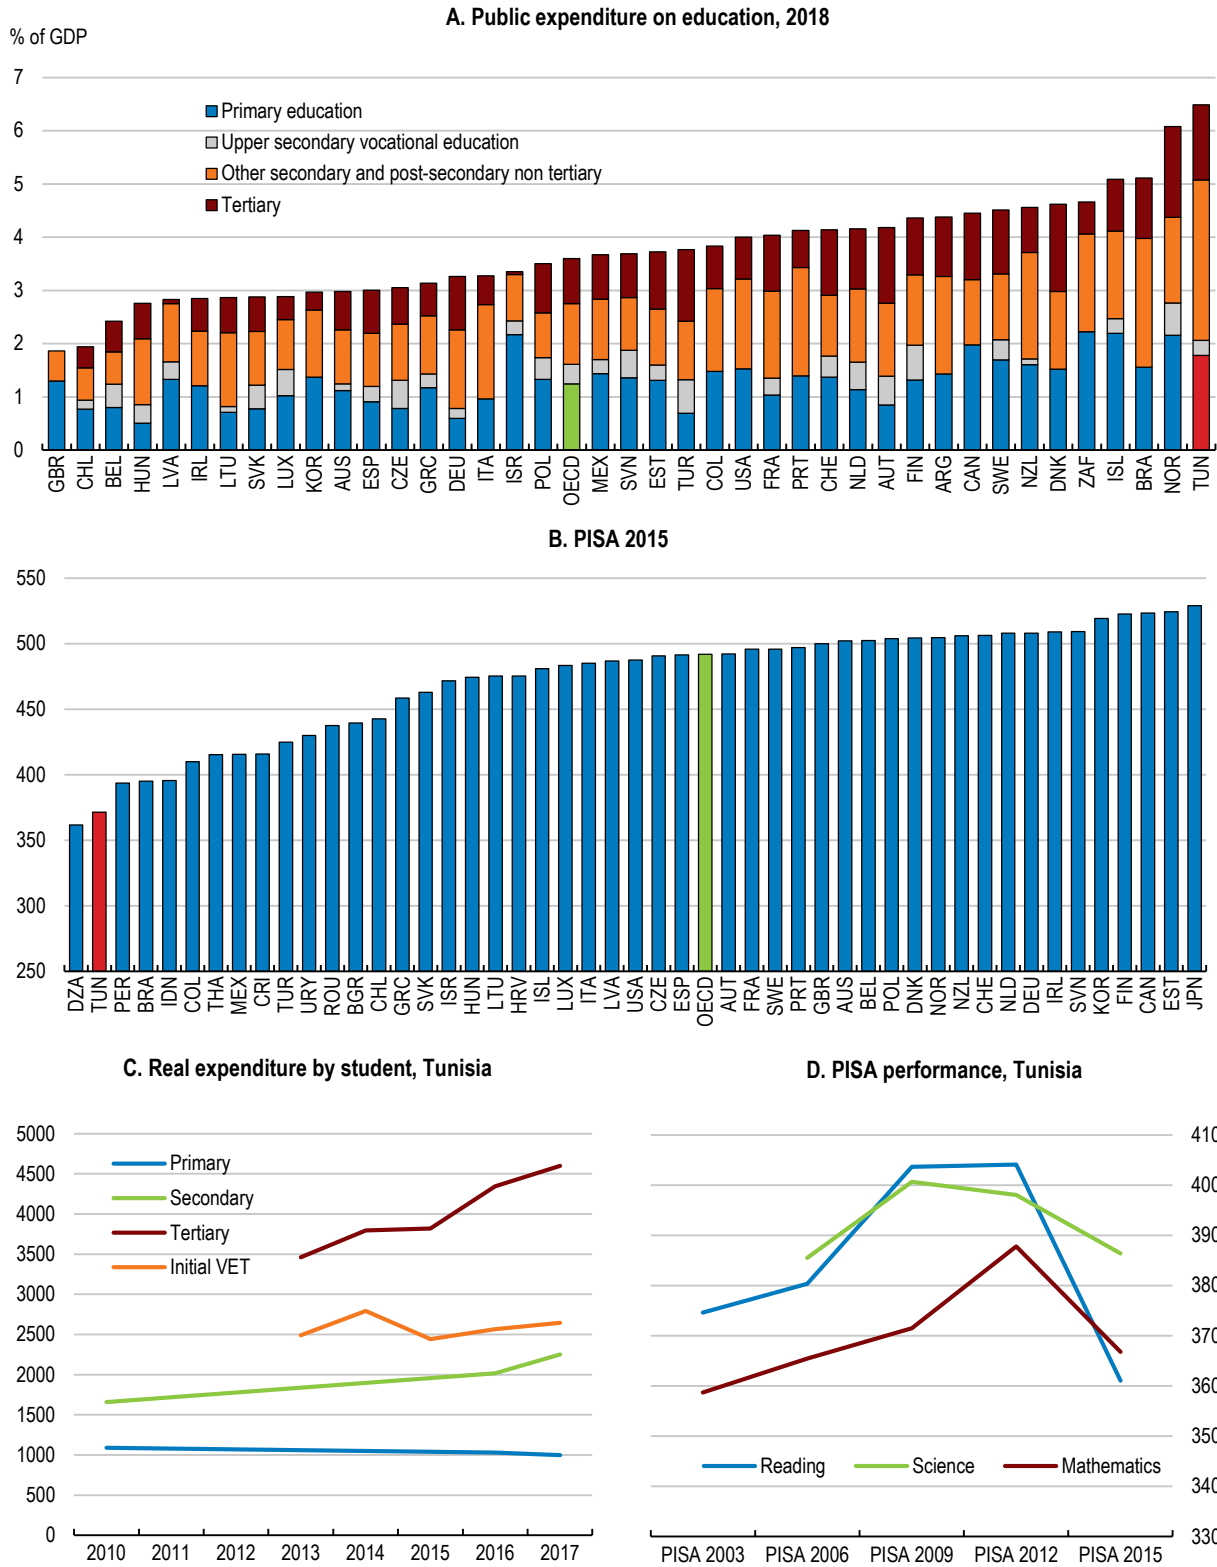 A. Public expenditure on education, 2018
% of GDP
7
6
5
4
3
2
1
0
Primary education
Upper secondary vocational education
Other secondary and post-secondary non tertiary
Tertiary
GBR CHL BEL HUN LVA IRL LTU SVK LUX KOR AUS ESP CZE GRC DEU ITA ISR POL OECD MEX SVN EST TUR COL USA FRA PRT CHE NLD AUT FIN ARG CAN SWE NZL DNK ZAF ISL BRA NOR TUN
B. PISA 2015
550
500
450
400
350
300
250
DZA TUN PER BRA IDN COL THA MEX CRI TUR URY ROU BGR CHL GRC SVK ISR HUN LTU HRV ISL LUX ITA LVA USA CZE ESP OECD AUT FRA SWE PRT GBR AUS BEL POL DNK NOR NZL CHE NLD DEU IRL SVN KOR FIN CAN EST JPN
C. Real expenditure by student, Tunisia
5000
4500
4000
3500
3000
2500
2000
1500
1000
500
0
Primary
Secondary
Tertiary
Initial VET
2010 2011 2012 2013 2014 2015 2016 2017
D. PISA performance, Tunisia
410
400
390
380
370
360
350
340
330
Reading Science Mathematics
PISA 2003 PISA 2006 PISA 2009 PISA 2012 PISA 2015